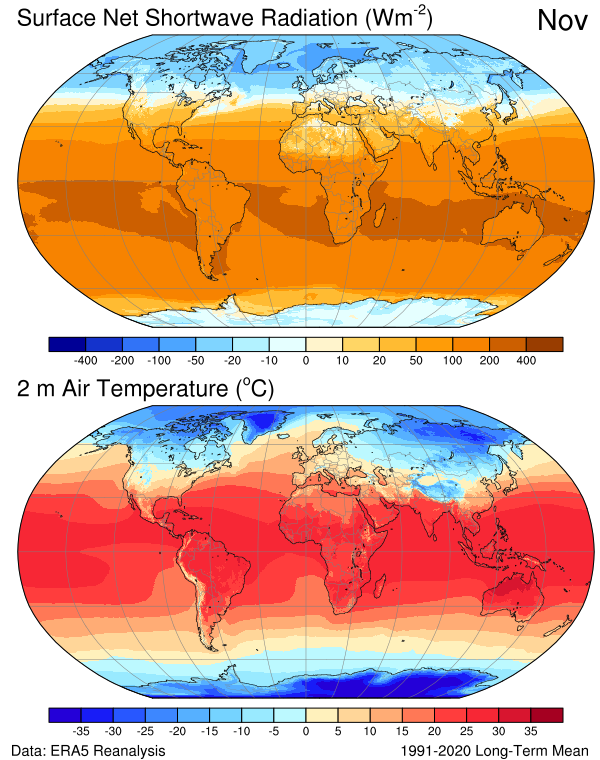 Surface Net Shortwave Radiation (Wm-2)
Nov
-400 -200 -100 -50 -20 -10 0 10 20 50 100 200 400
2 m Air Temperature (oC)
-35 -30 -25 -20 -15 -10 -5 0 5 10 15 20 25 30 35
Data: ERA5 Reanalysis
1991-2020 Long-Term Mean